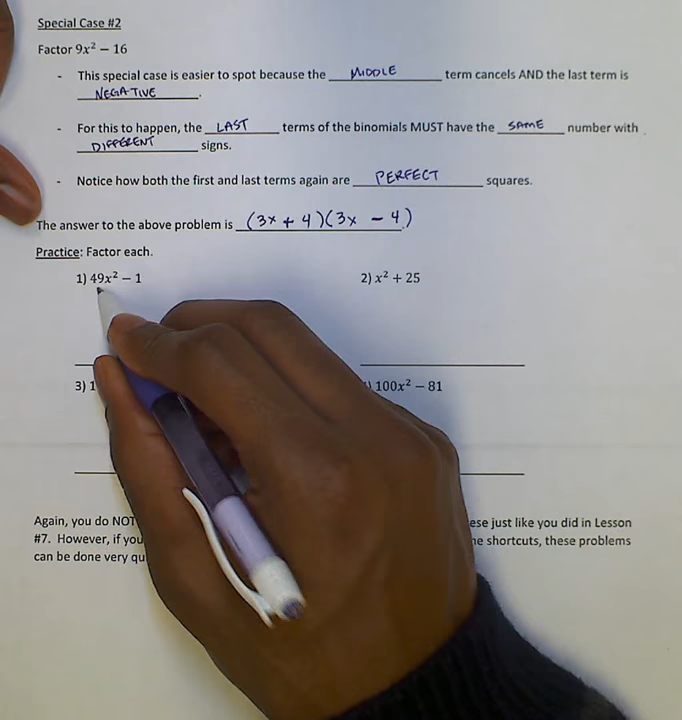 Special Case #2
Factor 9x² − 16
- This special case is easier to spot because the MIDDLE term cancels AND the last term is
NEGATIVE.
- For this to happen, the LAST terms of the binomials MUST have the SAME number with
DIFFERENT signs.
- Notice how both the first and last terms again are PERFECT squares.
The answer to the above problem is (3x + 4)(3x − 4).
Practice: Factor each.
1) 49x² − 1 2) x² + 25
3) 1 100x² − 81
Again, you do NOT ese just like you did in Lesson
#7. However, if you he shortcuts, these problems
can be done very qu